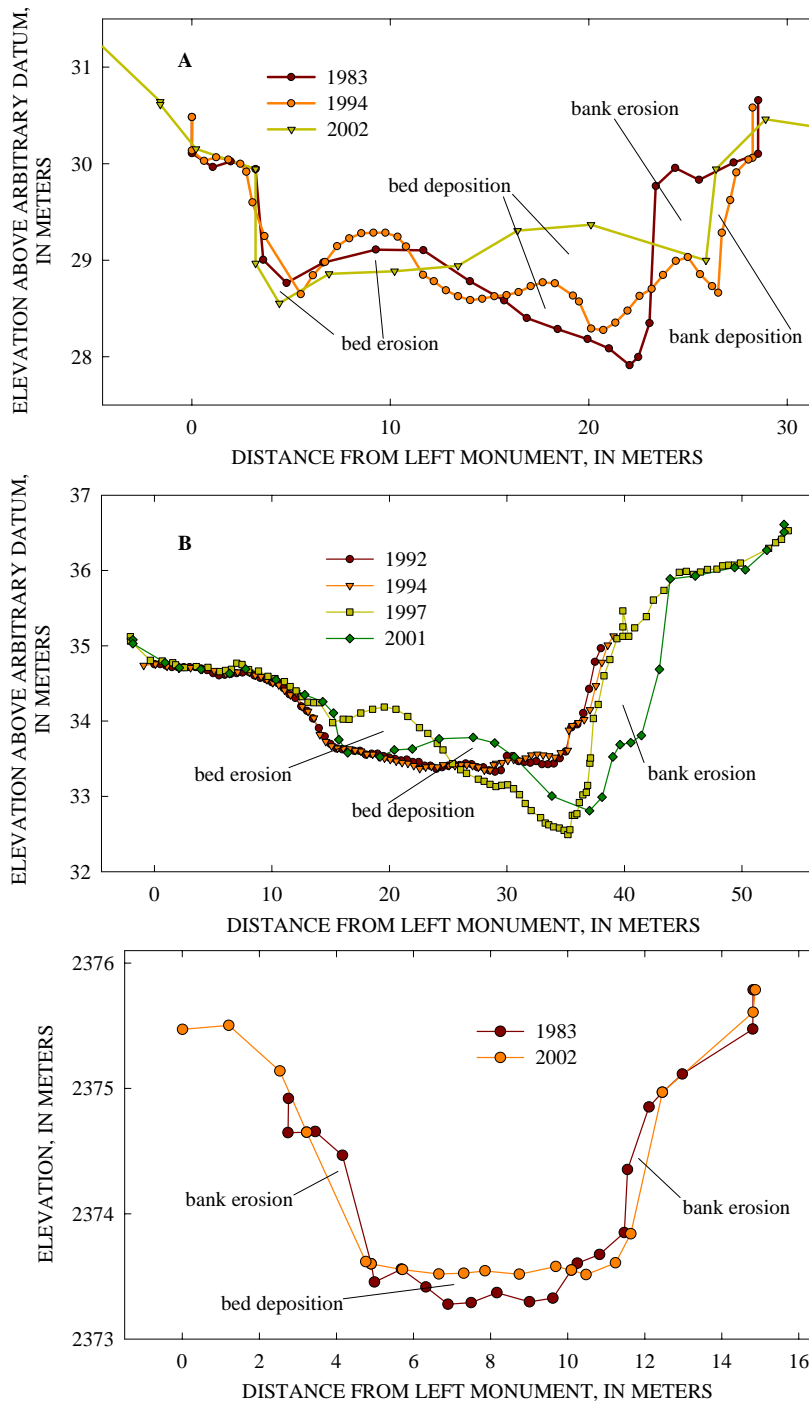 ELEVATION ABOVE ARBITRARY DATUM,
IN METERS
31
30
29
28
A
1983
1994
2002
bank erosion
bed deposition
bed erosion
bank deposition
0
10
20
30
DISTANCE FROM LEFT MONUMENT, IN METERS
ELEVATION ABOVE ARBITRARY DATUM,
IN METERS
37
36
35
34
33
32
B
1992
1994
1997
2001
bed erosion
bed deposition
bank erosion
0
10
20
30
40
50
DISTANCE FROM LEFT MONUMENT, IN METERS
ELEVATION, IN METERS
2376
2375
2374
2373
1983
2002
bank erosion
bank erosion
bed deposition
0
2
4
6
8
10
12
14
16
DISTANCE FROM LEFT MONUMENT, IN METERS